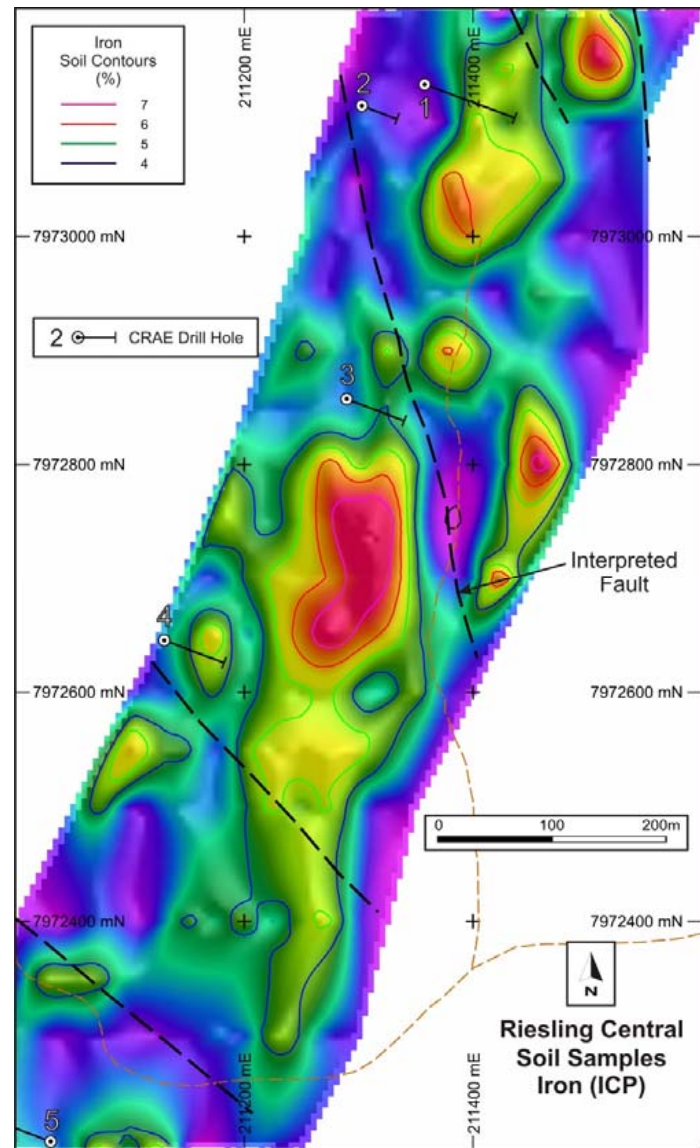 Iron
Soil Contours
(%)
7
6
5
4
211200 mE
211400 mE
2
1
7973000 mN
7973000 mN
2 CRAE Drill Hole
3
7972800 mN
7972800 mN
Interpreted
Fault
4
7972600 mN
7972600 mN
0 100 200m
7972400 mN
7972400 mN
N
Riesling Central
Soil Samples
Iron (ICP)
211200 mE
211400 mE
5